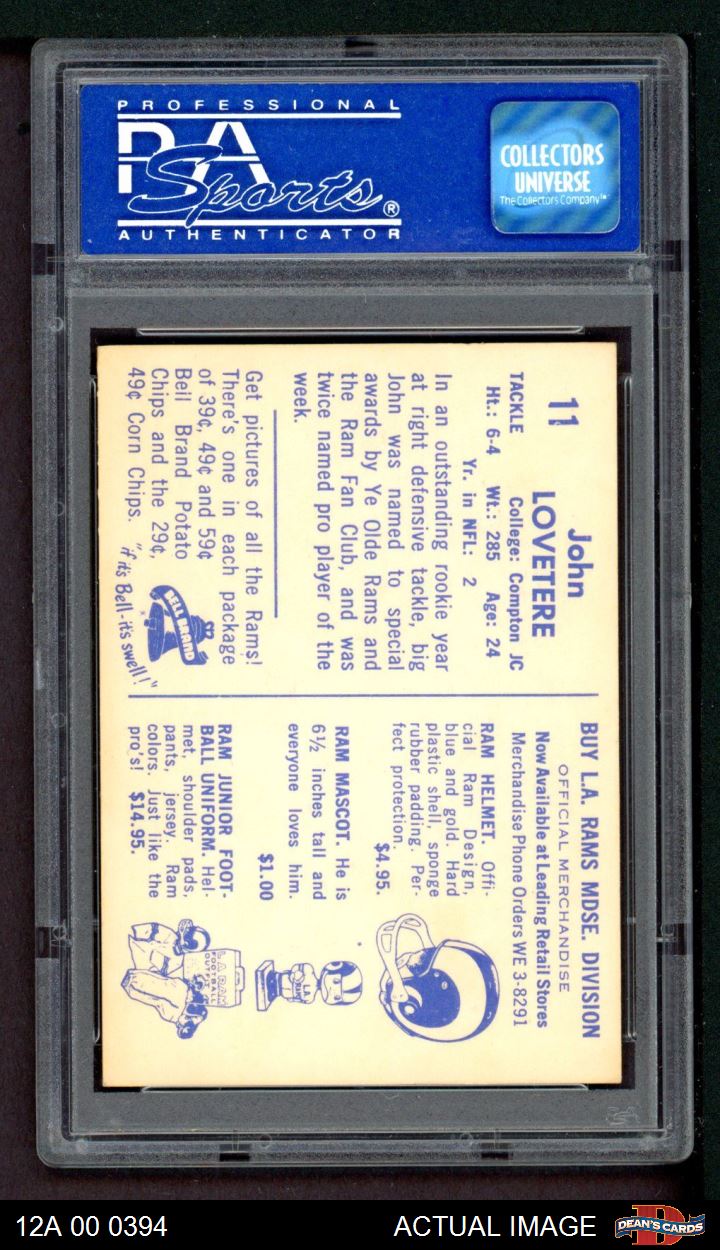 PROFESSIONAL
PSA
Sports®
AUTHENTICATOR
COLLECTORS
UNIVERSE
The Collectors Company™
11
John
LOVETERE
TACKLE College: Compton JC
Ht.: 6-4 Wt.: 285 Age: 24
Yr. in NFL: 2
In an outstanding rookie year
at right defensive tackle, big
John was named to special
awards by Ye Olde Rams and
the Ram Fan Club, and was
twice named pro player of the
week.
Get pictures of all the Rams!
There's one in each package
of 39¢, 49¢ and 59¢
Bell Brand Potato
Chips and the 29¢,
49¢ Corn Chips.
BELL BRAND
"if it's Bell-it's swell!"
BUY L.A. RAMS MDSE. DIVISION
OFFICIAL MERCHANDISE
Now Available at Leading Retail Stores
Merchandise Phone Orders WE 3-8291
RAM HELMET. Offi-
cial Ram Design,
blue and gold. Hard
plastic shell, sponge
rubber padding. Per-
fect protection.
$4.95.
RAM MASCOT. He is
6½ inches tall and
everyone loves him.
$1.00
RAM JUNIOR FOOT-
BALL UNIFORM. Hel-
met, shoulder pads,
pants, jersey. Ram
colors. Just like the
pro's! $14.95.
L.A. RAM
FOOTBALL
OUTFIT
12A 00 0394
ACTUAL IMAGE
D
DEAN'S CARDS